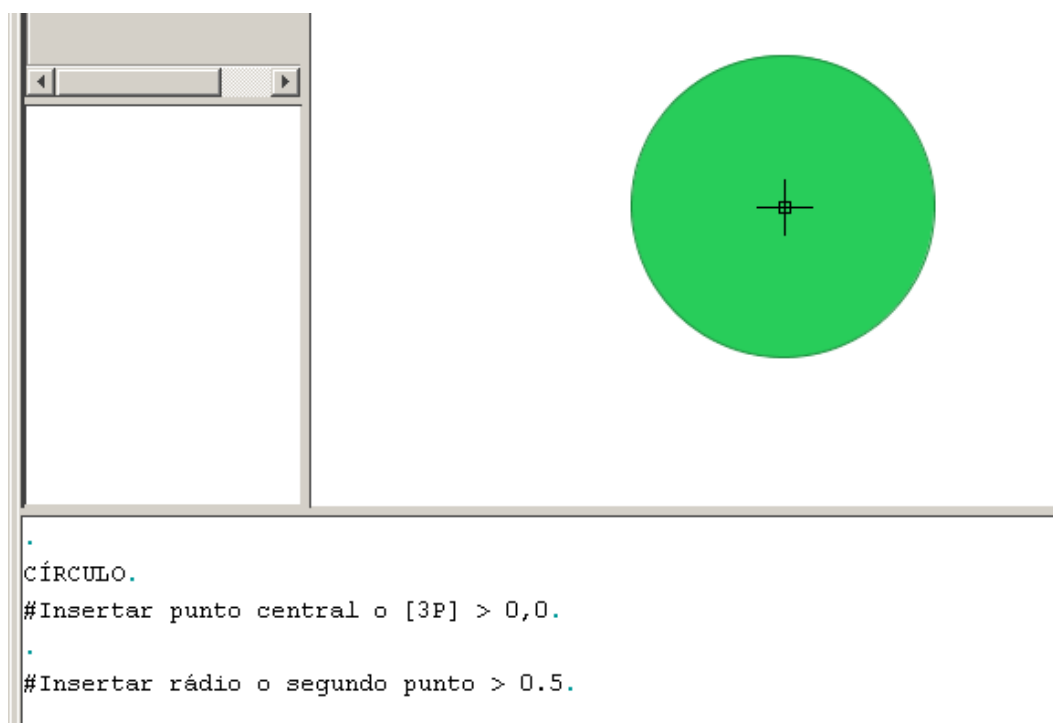 .
CÍRCULO.
#Insertar punto central o [3P] > 0,0.
.
#Insertar rádio o segundo punto > 0.5.